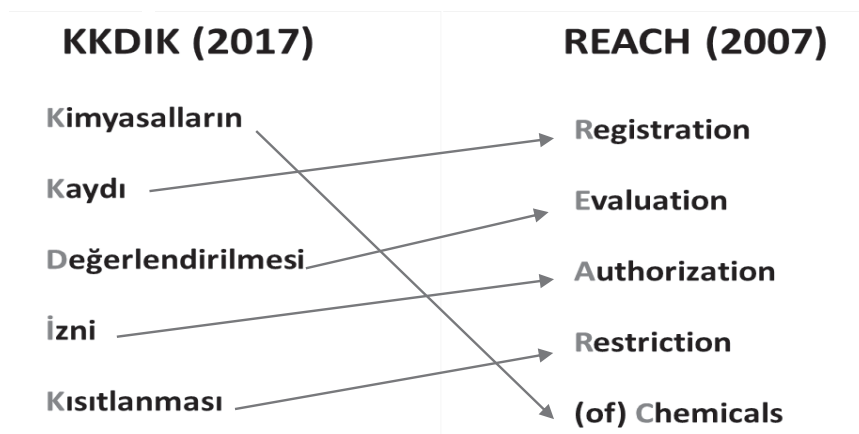 KKDIK (2017)
Kimyasalların
Kaydı
Değerlendirilmesi
İzni
Kısıtlanması
REACH (2007)
Registration
Evaluation
Authorization
Restriction
(of) Chemicals